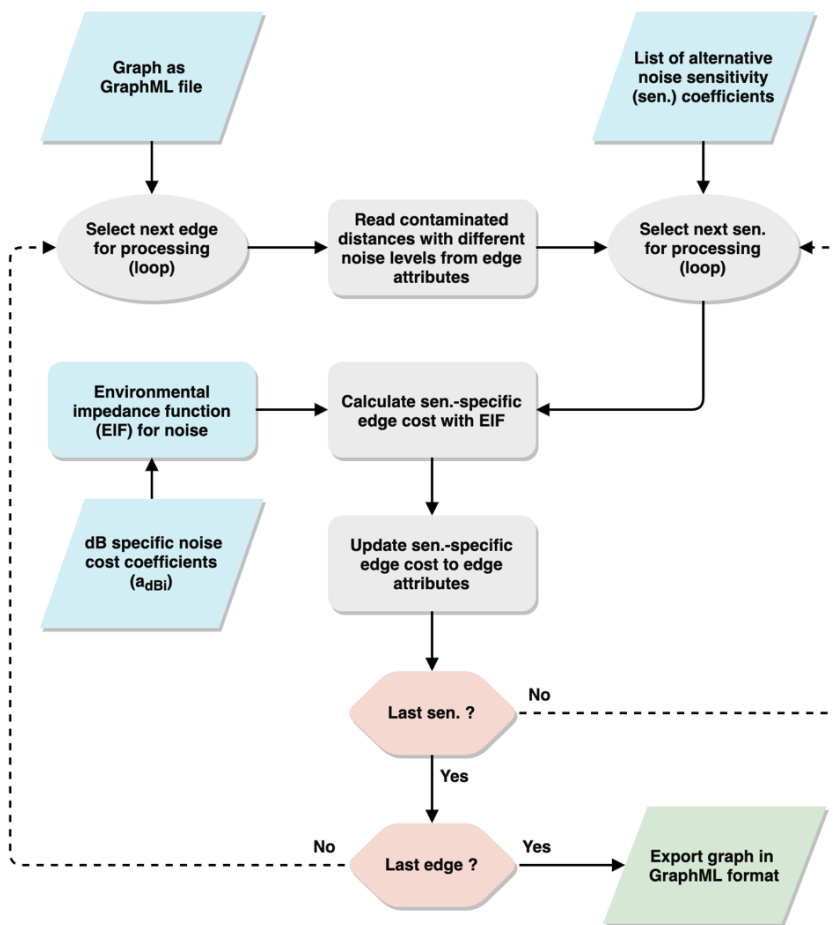 Graph as
GraphML file
List of alternative
noise sensitivity
(sen.) coefficients
Select next edge
for processing
(loop)
Read contaminated
distances with different
noise levels from edge
attributes
Select next sen.
for processing
(loop)
Environmental
impedance function
(EIF) for noise
Calculate sen.-specific
edge cost with EIF
dB specific noise
cost coefficients
(adBi)
Update sen.-specific
edge cost to edge
attributes
Last sen. ?
No
Yes
No
Last edge ?
Yes
Export graph in
GraphML format